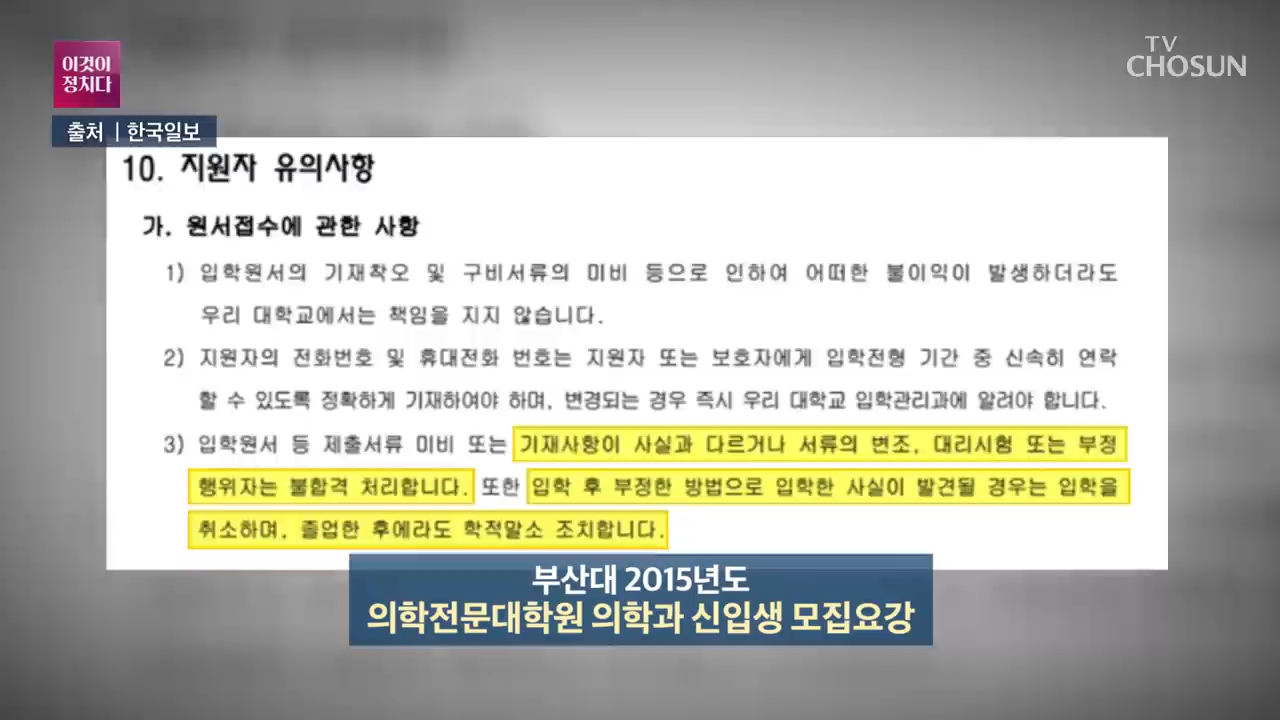 이것이
정치다
TV
CHOSUN
출처 | 한국일보
10. 지원자 유의사항
가. 원서접수에 관한 사항
1) 입학원서의 기재착오 및 구비서류의 미비 등으로 인하여 어떠한 불이익이 발생하더라도
우리 대학교에서는 책임을 지지 않습니다.
2) 지원자의 전화번호 및 휴대전화 번호는 지원자 또는 보호자에게 입학전형 기간 중 신속히 연락
할 수 있도록 정확하게 기재하여야 하며, 변경되는 경우 즉시 우리 대학교 입학관리과에 알려야 합니다.
3) 입학원서 등 제출서류 미비 또는 기재사항이 사실과 다르거나 서류의 변조, 대리시험 또는 부정
행위자는 불합격 처리합니다. 또한 입학 후 부정한 방법으로 입학한 사실이 발견될 경우는 입학을
취소하며, 졸업한 후에라도 학적말소 조치합니다.
부산대 2015년도
의학전문대학원 의학과 신입생 모집요강